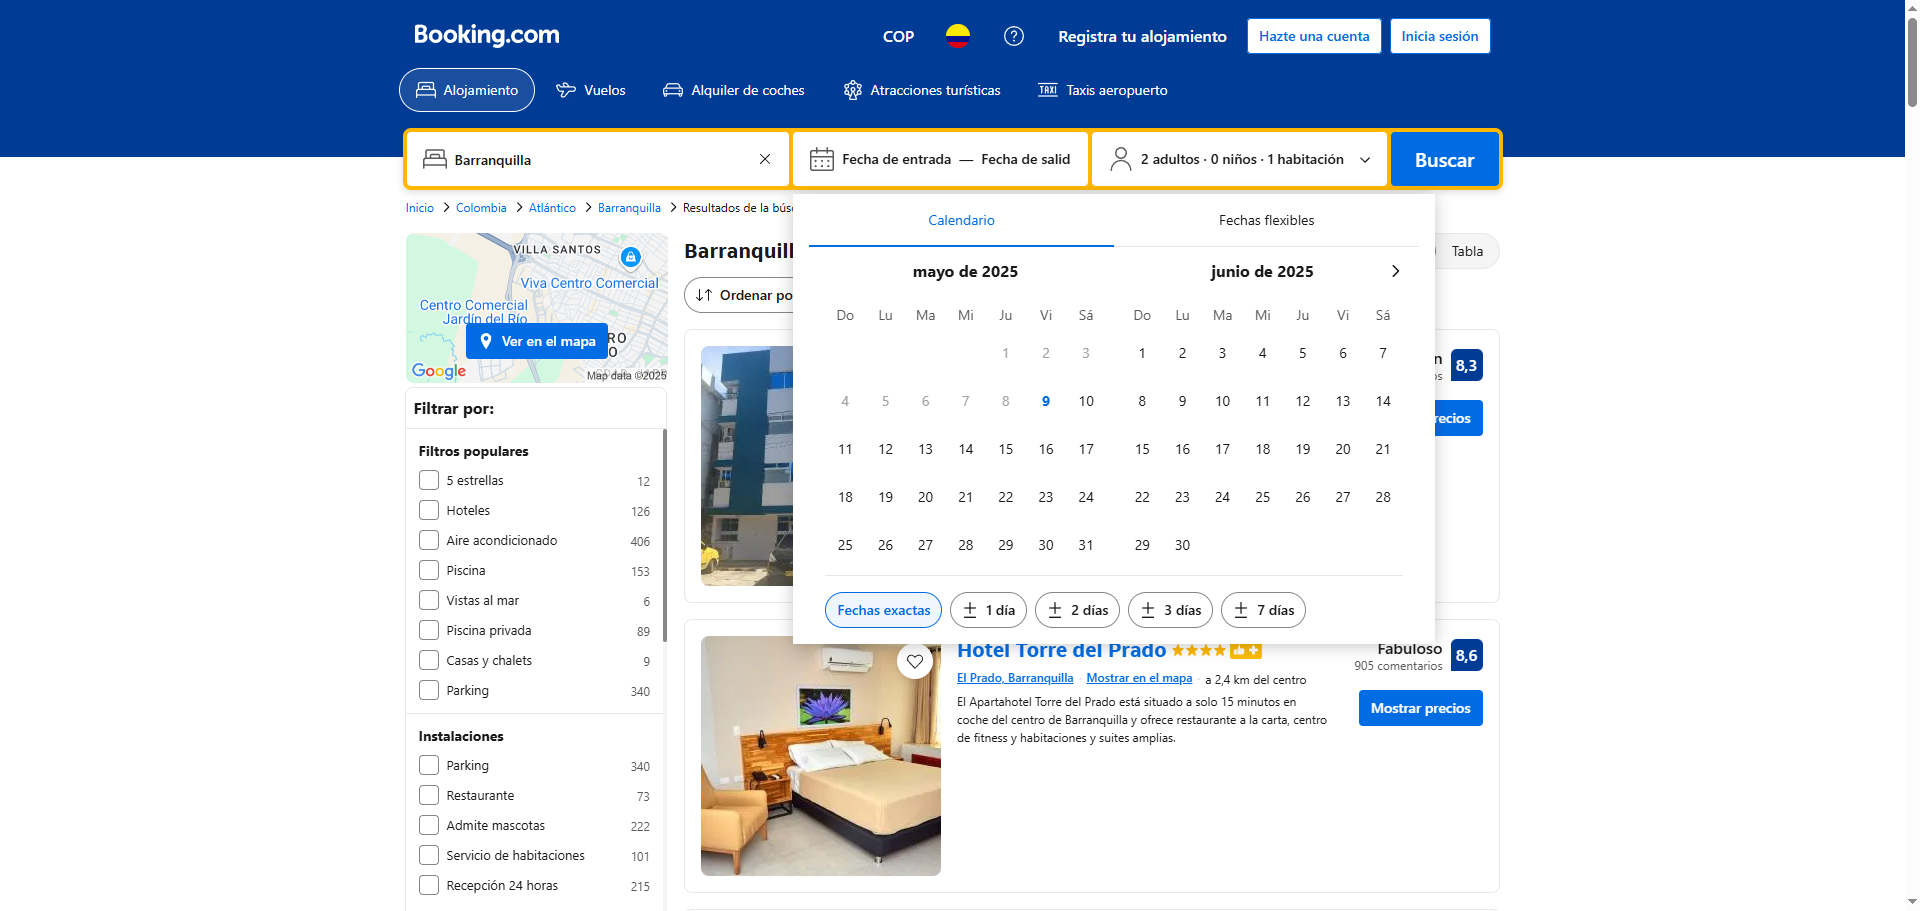 Booking.com
COP
Registra tu alojamiento
Hazte una cuenta
Inicia sesión
Alojamiento
Vuelos
Alquiler de coches
Atracciones turísticas
TAXI Taxis aeropuerto
Barranquilla
Fecha de entrada — Fecha de salid
2 adultos · 0 niños · 1 habitación
Buscar
Inicio > Colombia > Atlántico > Barranquilla > Resultados de la bús
VILLA SANTOS
Viva Centro Comercial
Centro Comercial
Jardín del Río
Ver en el mapa
Google
Map data ©2025
Filtrar por:
Filtros populares
5 estrellas 12
Hoteles 126
Aire acondicionado 406
Piscina 153
Vistas al mar 6
Piscina privada 89
Casas y chalets 9
Parking 340
Instalaciones
Parking 340
Restaurante 73
Admite mascotas 222
Servicio de habitaciones 101
Recepción 24 horas 215
Barranquill
Ordenar po
Tabla
Calendario
Fechas flexibles
mayo de 2025
Do Lu Ma Mi Ju Vi Sá
1 2 3
4 5 6 7 8 9 10
11 12 13 14 15 16 17
18 19 20 21 22 23 24
25 26 27 28 29 30 31
junio de 2025
Do Lu Ma Mi Ju Vi Sá
1 2 3 4 5 6 7
8 9 10 11 12 13 14
15 16 17 18 19 20 21
22 23 24 25 26 27 28
29 30
Fechas exactas
± 1 día
± 2 días
± 3 días
± 7 días
n
os
8,3
recios
Hotel Torre del Prado
El Prado, Barranquilla
Mostrar en el mapa
a 2,4 km del centro
El Apartahotel Torre del Prado está situado a solo 15 minutos en
coche del centro de Barranquilla y ofrece restaurante a la carta, centro
de fitness y habitaciones y suites amplias.
Fabuloso
905 comentarios
8,6
Mostrar precios